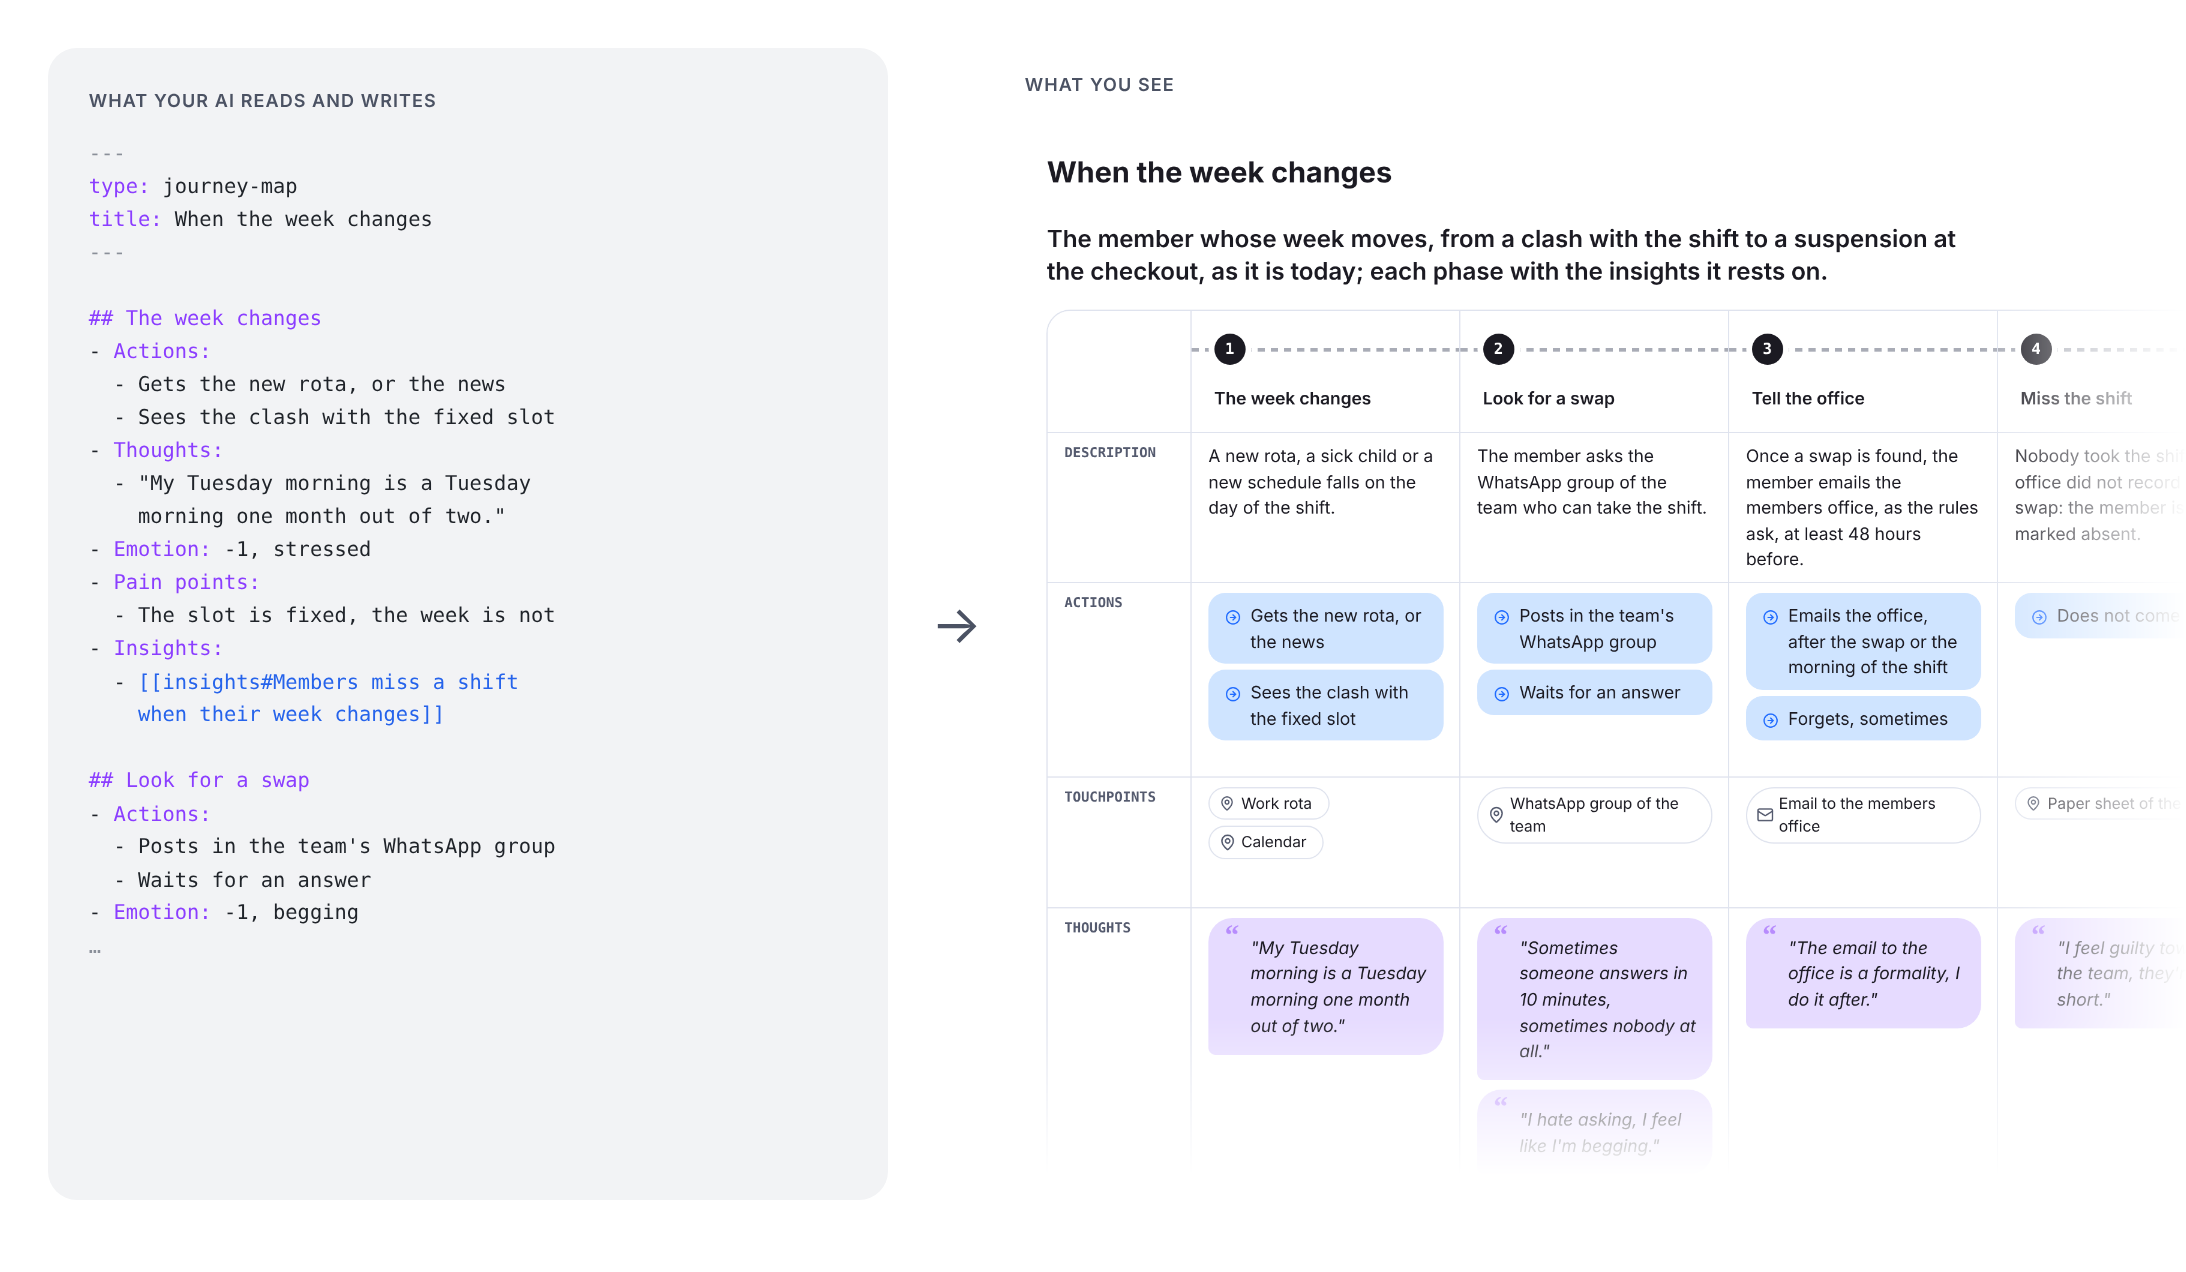 WHAT YOUR AI READS AND WRITES
---
type: journey-map
title: When the week changes
---
## The week changes
- Actions:
- Gets the new rota, or the news
- Sees the clash with the fixed slot
- Thoughts:
- "My Tuesday morning is a Tuesday
morning one month out of two."
- Emotion: -1, stressed
- Pain points:
- The slot is fixed, the week is not
- Insights:
- [[insights#Members miss a shift
when their week changes]]
## Look for a swap
- Actions:
- Posts in the team's WhatsApp group
- Waits for an answer
- Emotion: -1, begging
…
WHAT YOU SEE
When the week changes
The member whose week moves, from a clash with the shift to a suspension at
the checkout, as it is today; each phase with the insights it rests on.
1
2
3
4
The week changes
Look for a swap
Tell the office
Miss the shift
DESCRIPTION
A new rota, a sick child or a
new schedule falls on the
day of the shift.
The member asks the
WhatsApp group of the
team who can take the shift.
Once a swap is found, the
member emails the
members office, as the rules
ask, at least 48 hours
before.
Nobody took the
office did not record
swap: the member is
marked absent.
ACTIONS
Gets the new rota, or
the news
Sees the clash with
the fixed slot
Posts in the team's
WhatsApp group
Waits for an answer
Emails the office,
after the swap or the
morning of the shift
Forgets, sometimes
Does not come
TOUCHPOINTS
Work rota
Calendar
WhatsApp group of the
team
Email to the members
office
Paper sheet of the
THOUGHTS
"My Tuesday
morning is a Tuesday
morning one month
out of two."
"Sometimes
someone answers in
10 minutes,
sometimes nobody at
all."
"I hate asking, I feel
like I'm begging."
"The email to the
office is a formality, I
do it after."
"I feel guilty
the team,
short."